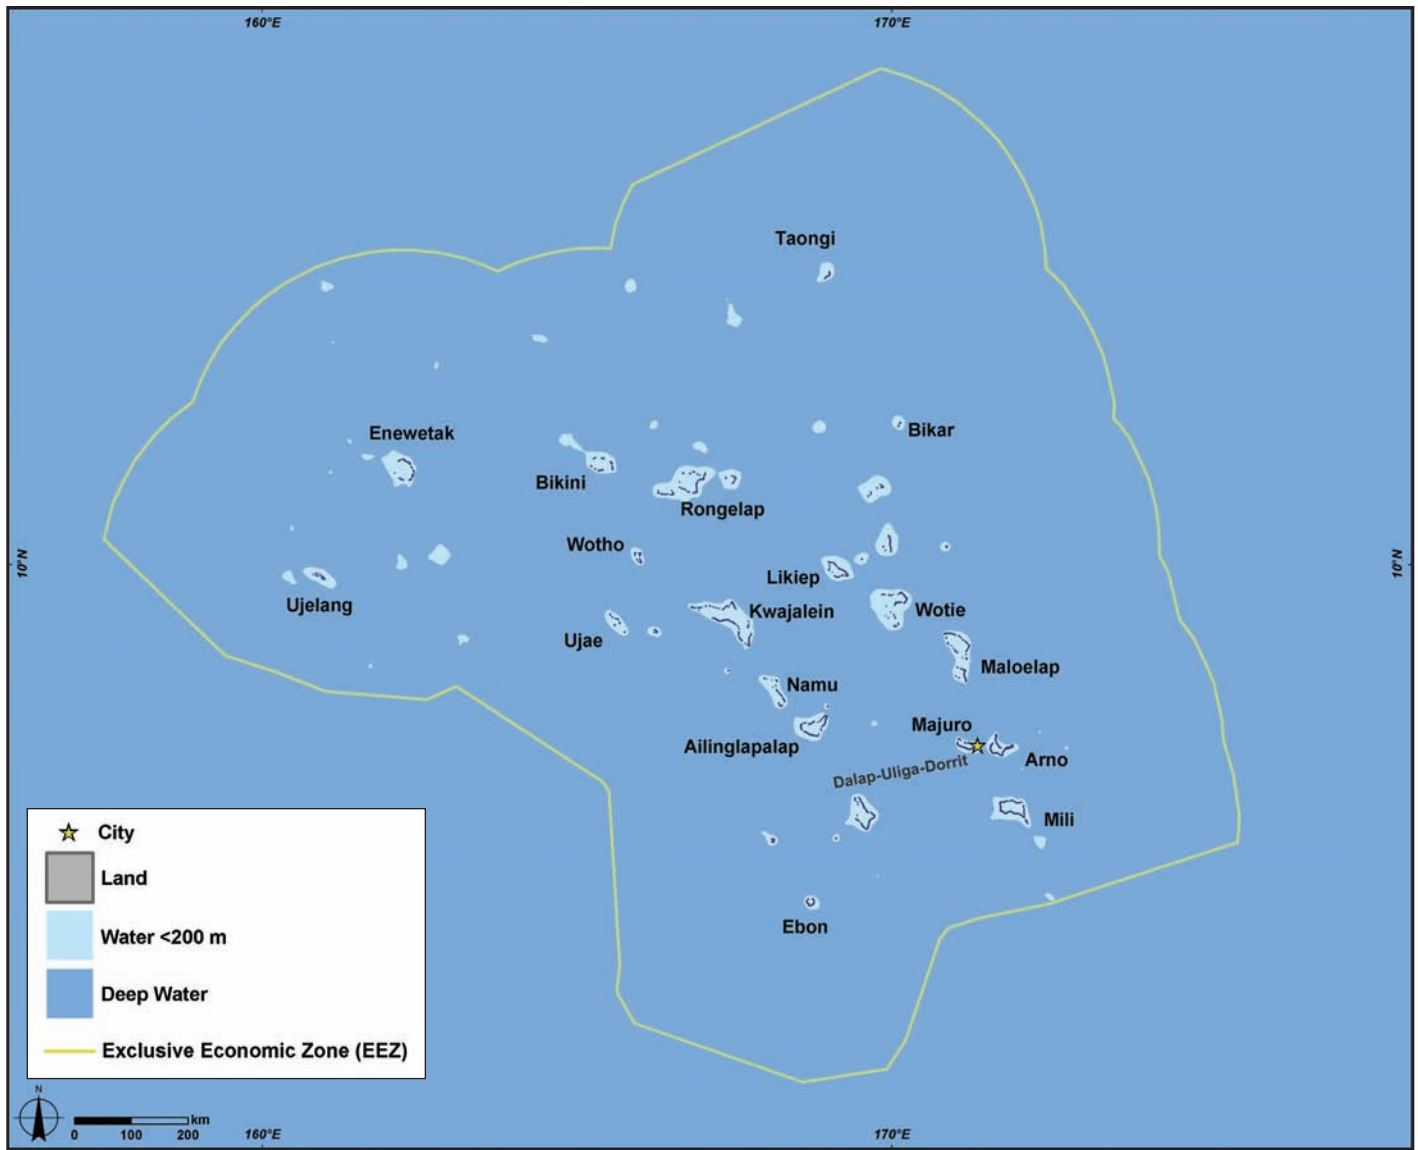 160°E
170°E
Taongi
Enewetak
Bikar
Bikini
Rongelap
Wotho
10°N
10°N
Likiep
Ujelang
Kwajalein
Wotie
Ujae
Maloelap
Namu
Majuro
Ailinglapalap
Arno
Dalap-Uliga-Dorrit
Mili
City
Land
Ebon
Water <200 m
Deep Water
Exclusive Economic Zone (EEZ)
N
km
0 100 200
160°E
170°E